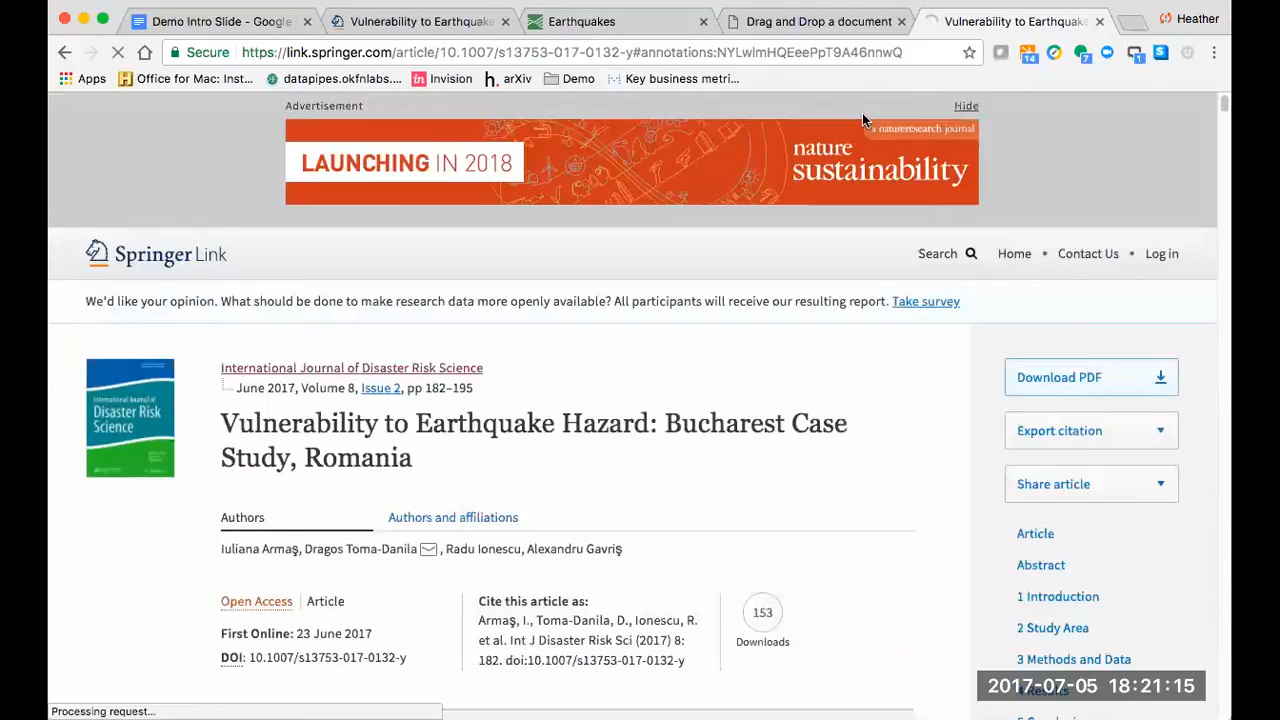 Demo Intro Slide - Google
Vulnerability to Earthquake
Earthquakes
Drag and Drop a document
Vulnerability to Earthquake
Heather
Secure
https://link.springer.com/article/10.1007/s13753-017-0132-y#annotations:NYLwlmHQEeePpT9A46nnwQ
14
7
1
S
Apps
Office for Mac: Inst...
datapipes.okfnlabs....
in Invision
h. arXiv
Demo
Key business metri...
Advertisement
Hide
LAUNCHING IN 2018
a natureresearch journal
nature
sustainability
Springer Link
Search
Home
Contact Us
Log in
We'd like your opinion. What should be done to make research data more openly available? All participants will receive our resulting report. Take survey
International Journal of
Disaster Risk
Science
International Journal of Disaster Risk Science
June 2017, Volume 8, Issue 2, pp 182–195
Vulnerability to Earthquake Hazard: Bucharest Case
Study, Romania
Authors
Authors and affiliations
Iuliana Armaş, Dragos Toma-Danila, Radu Ionescu, Alexandru Gavriş
Open Access
Article
First Online: 23 June 2017
DOI: 10.1007/s13753-017-0132-y
Cite this article as:
Armaş, I., Toma-Danila, D., Ionescu, R.
et al. Int J Disaster Risk Sci (2017) 8:
182. doi:10.1007/s13753-017-0132-y
153
Downloads
Download PDF
Export citation
Share article
Article
Abstract
1 Introduction
2 Study Area
3 Methods and Data
2017-07-05 18:21:15
Processing request...